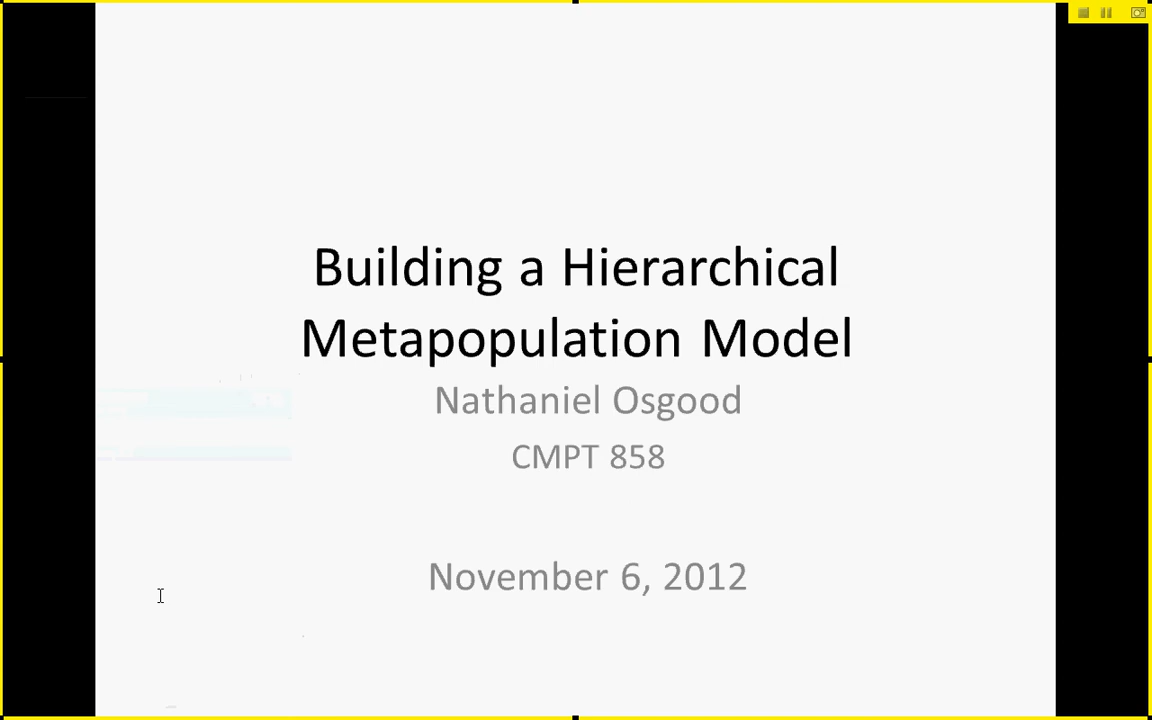 Building a Hierarchical
Metapopulation Model
Nathaniel Osgood
CMPT 858
November 6, 2012